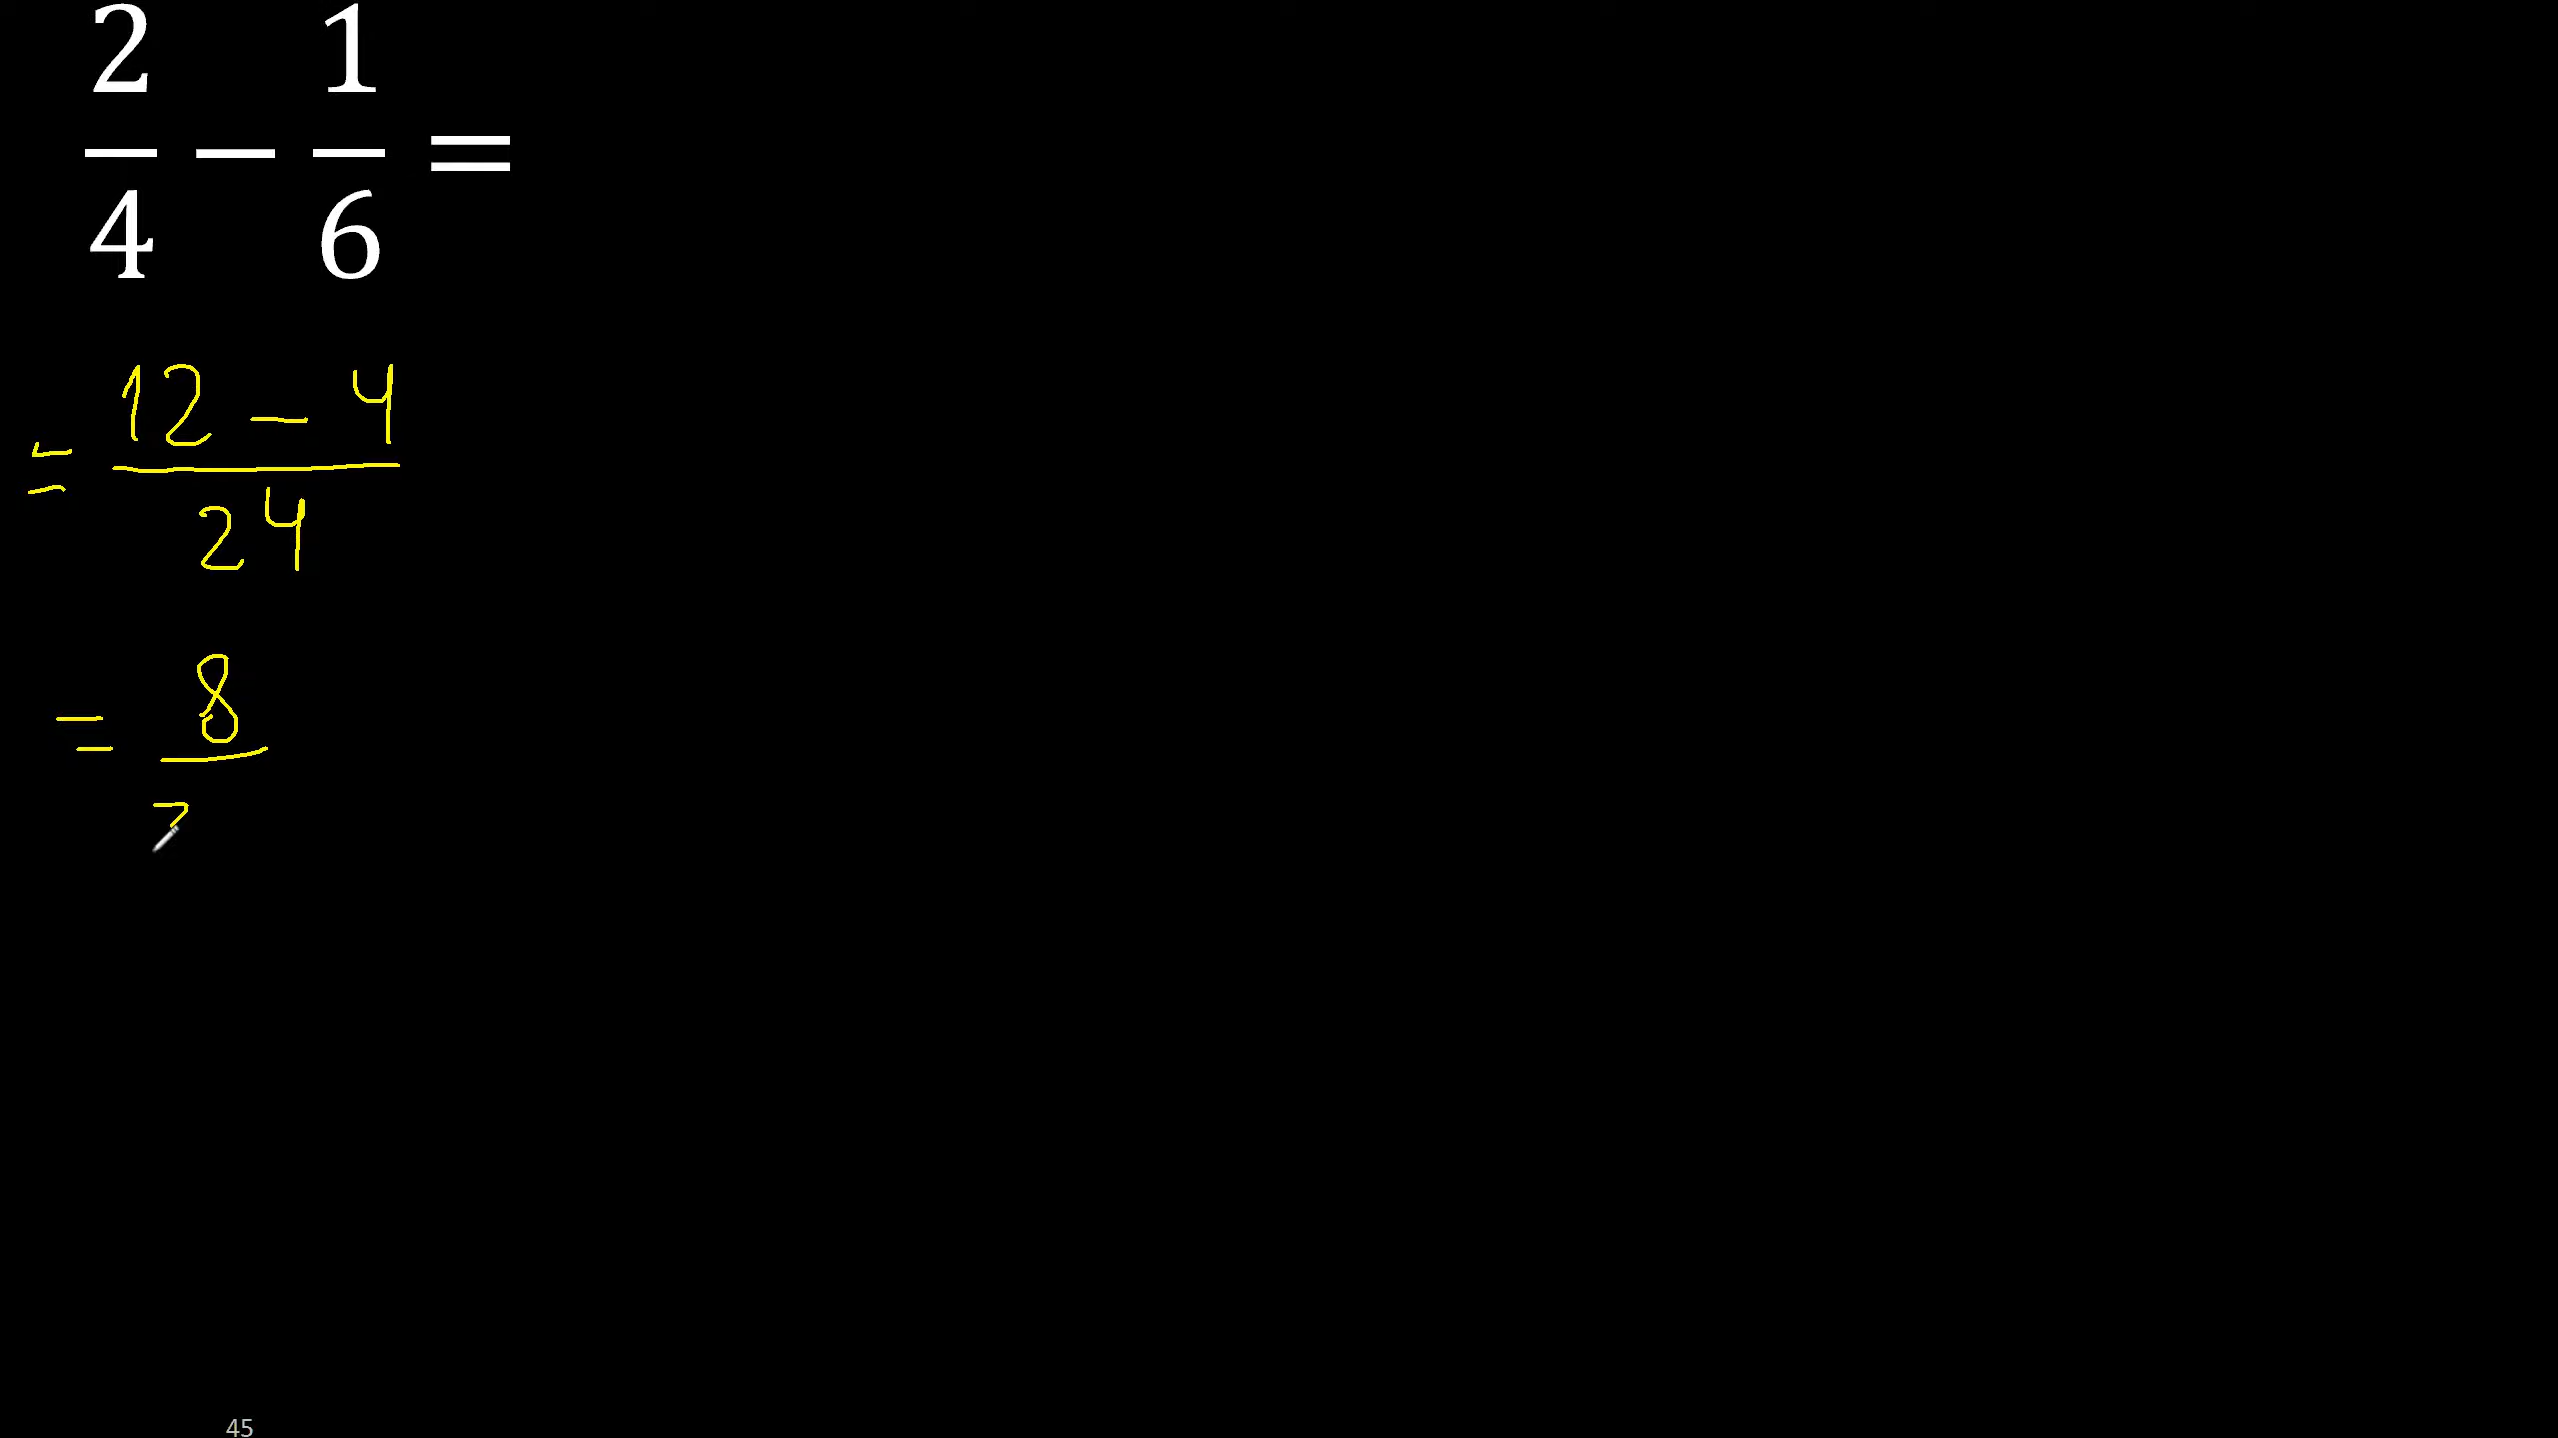 2/4 − 1/6 =
= 12 − 4 / 24
= 8 /
45